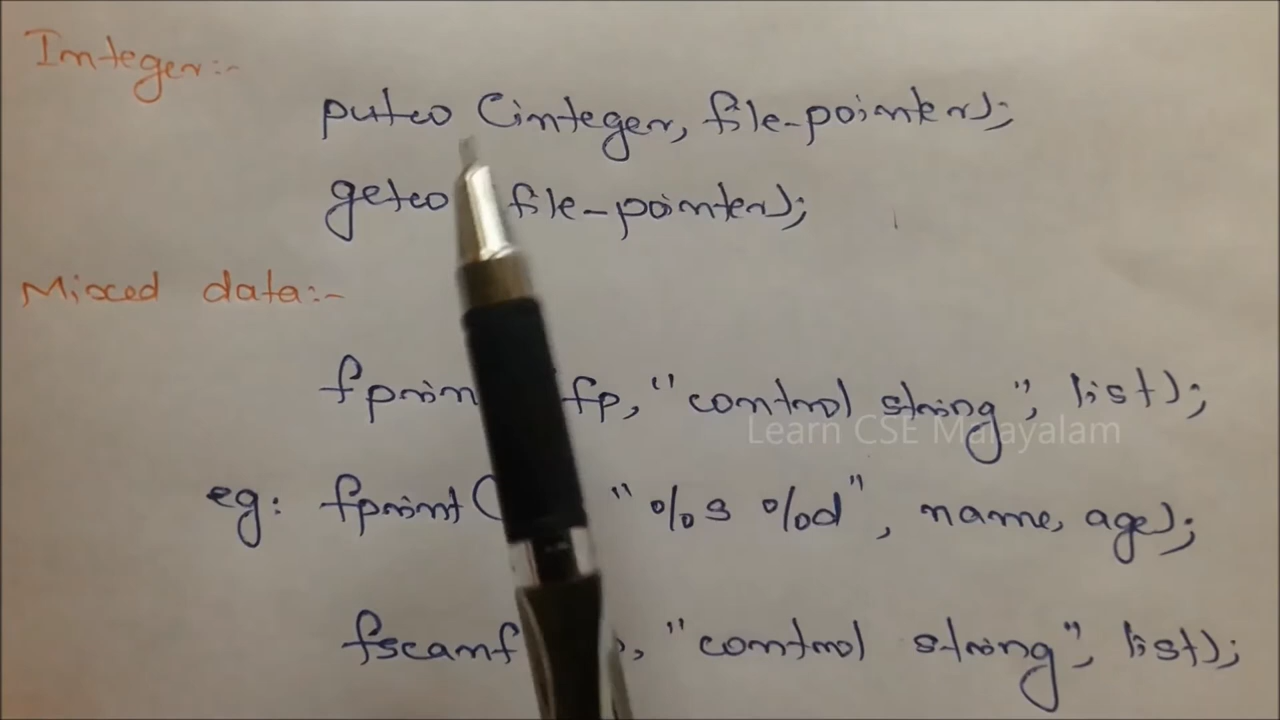 Integer:-
putw (integer, file-pointer);
getw file-pointer);
Mixed data:-
fp, "control string", list);
Learn CSE Malayalam
eg: fprint( "%s %d", name, age);
fscanf , "control string", list);